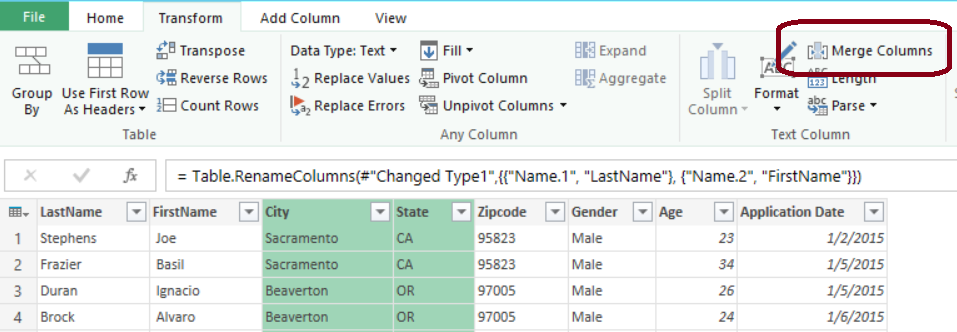 File Home Transform Add Column View
Group By
Use First Row As Headers
Transpose
Reverse Rows
Count Rows
Table
Data Type: Text
Replace Values
Replace Errors
Fill
Pivot Column
Unpivot Columns
Expand
Aggregate
Any Column
Split Column
ABC
Format
Merge Columns
ABC 123 Length
abc Parse
Text Column
fx = Table.RenameColumns(#"Changed Type1",{{"Name.1", "LastName"}, {"Name.2", "FirstName"}})
LastName FirstName City State Zipcode Gender Age Application Date
1 Stephens Joe Sacramento CA 95823 Male 23 1/2/2015
2 Frazier Basil Sacramento CA 95823 Male 34 1/5/2015
3 Duran Ignacio Beaverton OR 97005 Male 26 1/5/2015
4 Brock Alvaro Beaverton OR 97005 Male 24 1/6/2015